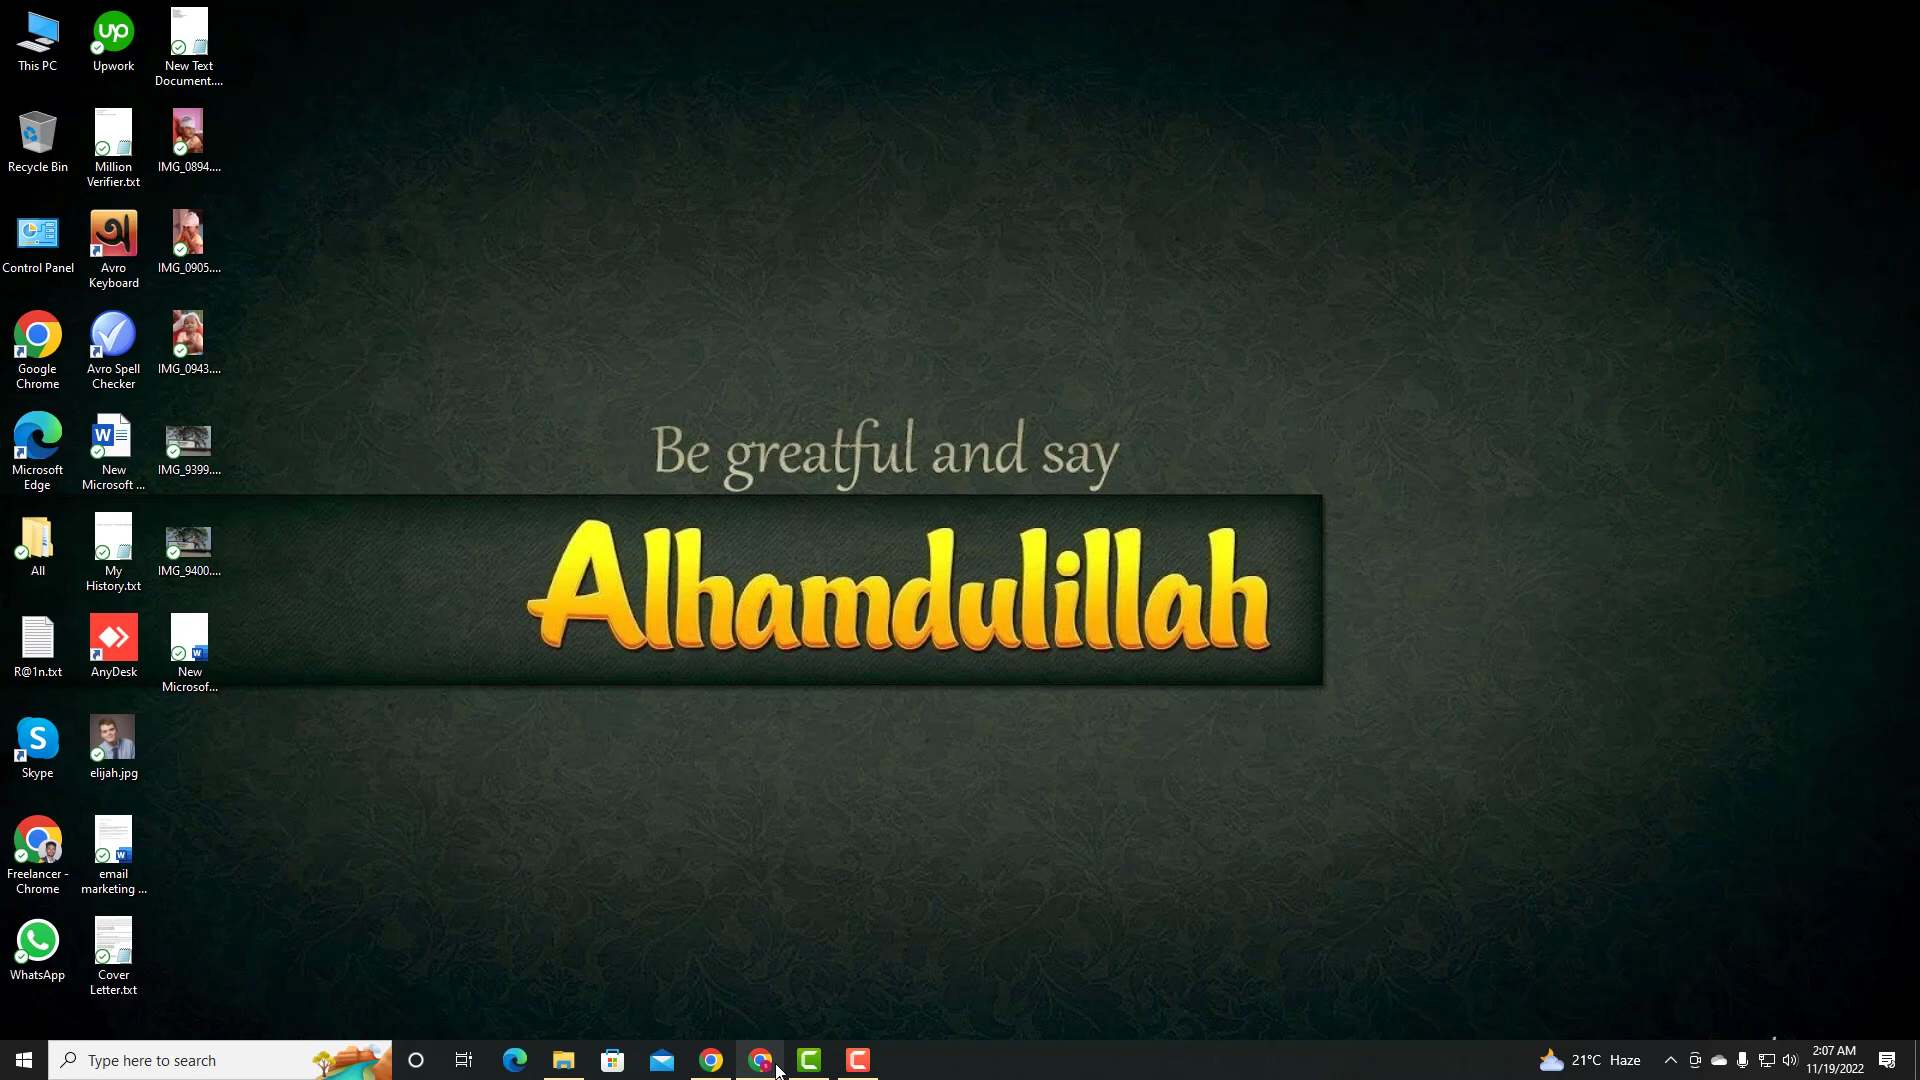 This PC
Upwork
New Text
Document....
Recycle Bin
Million
Verifier.txt
IMG_0894....
Control Panel
Avro
Keyboard
IMG_0905....
Google
Chrome
Avro Spell
Checker
IMG_0943....
Microsoft
Edge
New
Microsoft ...
IMG_9399....
All
My
History.txt
IMG_9400....
R@1n.txt
AnyDesk
New
Microsof...
Skype
elijah.jpg
Freelancer -
Chrome
email
marketing ...
WhatsApp
Cover
Letter.txt
Be greatful and say
Alhamdulillah
Type here to search
21°C Haze
2:07 AM
11/19/2022